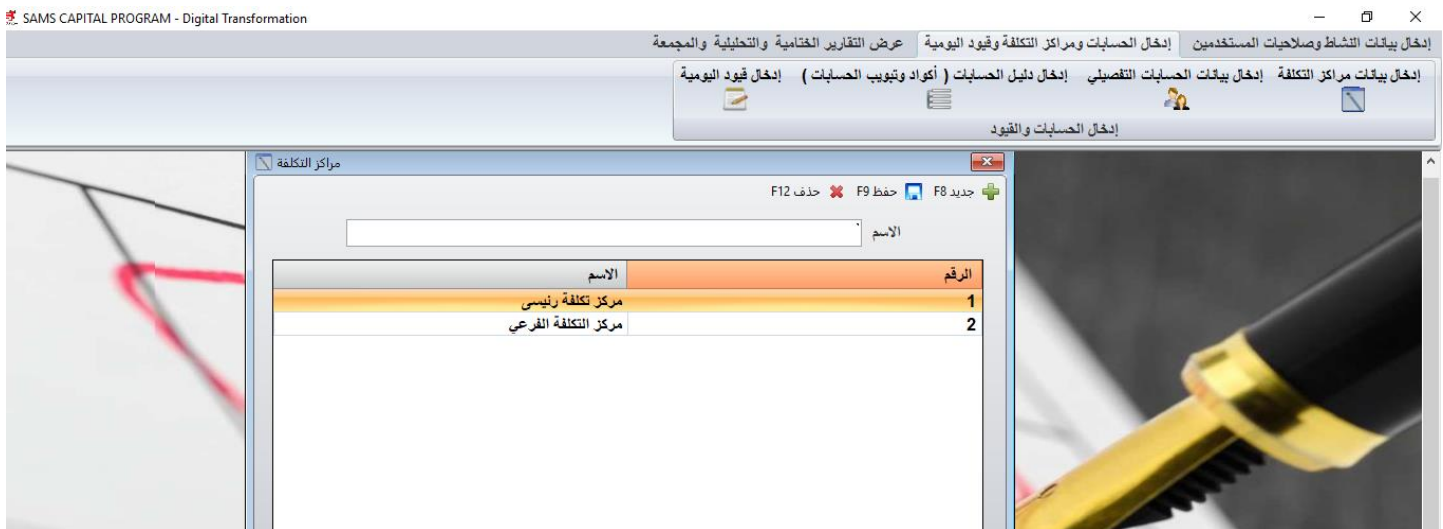 SAMS CAPITAL PROGRAM - Digital Transformation
إدخال بيانات النشاط وصلاحيات المستخدمين
إدخال الحسابات ومراكز التكلفة وقيود اليومية
عرض التقارير الختامية والتحليلية والمجمعة
إدخال بيانات مراكز التكلفة
إدخال بيانات الحسابات التفصيلي
إدخال دليل الحسابات ( أكواد وتبويب الحسابات )
إدخال قيود اليومية
إدخال الحسابات والقيود
مراكز التكلفة
جديد F8 حفظ F9 حذف F12
الاسم
الرقم الاسم
1 مركز تكلفة رئيسى
2 مركز التكلفة الفرعي